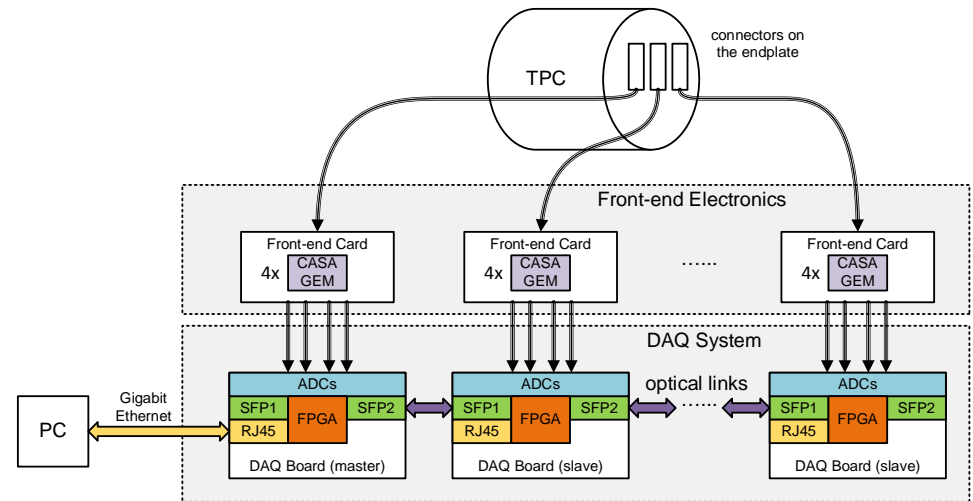 connectors on
the endplate
TPC
Front-end Electronics
Front-end Card
4x
CASA
GEM
Front-end Card
4x
CASA
GEM
......
Front-end Card
4x
CASA
GEM
DAQ System
ADCs
SFP1
FPGA
SFP2
RJ45
DAQ Board (master)
ADCs
SFP1
FPGA
SFP2
RJ45
DAQ Board (slave)
optical links
......
ADCs
SFP1
FPGA
SFP2
RJ45
DAQ Board (slave)
Gigabit
Ethernet
PC